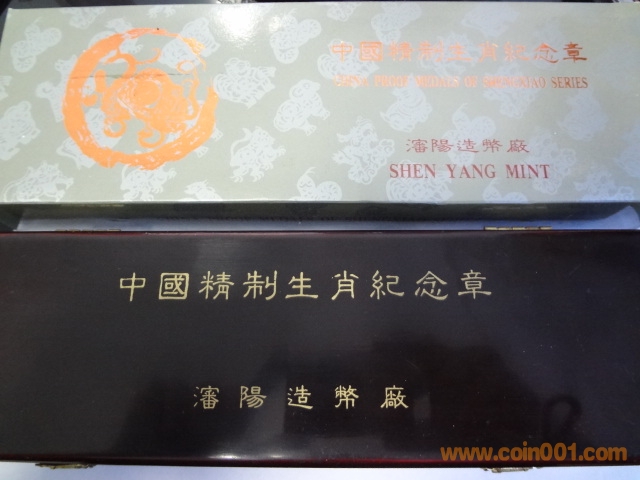 中國精制生肖紀念章
CHINA PROOF MEDALS OF SHENGXIAO SERIES
瀋陽造幣廠
SHEN YANG MINT
中國精制生肖紀念章
瀋陽造幣廠
www.coin001.com